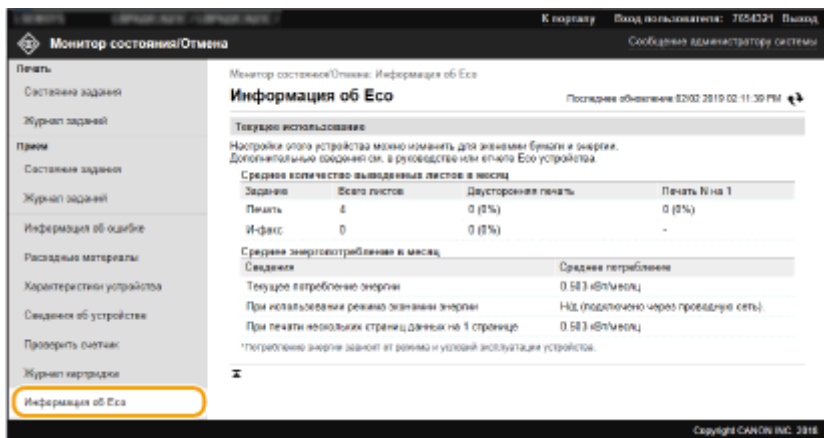 К порталу Вход пользователя: 7654321 Выход
Монитор состояния/Отмена
Сообщение администратору системы
Печать
Состояние задания
Журнал заданий
Прием
Состояние задания
Журнал заданий
Информация об ошибке
Расходные материалы
Характеристики устройства
Сведения об устройстве
Проверить счетчик
Журнал картриджа
Информация об Eco
Монитор состояния/Отмена: Информация об Eco
Информация об Eco
Последнее обновление 02/02 2019 02:11:39 PM
Текущее использование
Настройки этого устройства можно изменить для экономии бумаги и энергии.
Дополнительные сведения см. в руководстве или отчете Eco устройства.
Среднее количество выводимых листов в месяц
Задание Всего листов Двусторонняя печать Печать N на 1
Печать 4 0 (0%) 0 (0%)
И-факс 0 0 (0%) -
Среднее энергопотребление в месяц
Сведения Среднее потребление
Текущее потребление энергии 0.503 кВт/месяц
При использовании режима экономии энергии Н/д (подключено через проводную сеть).
При печати нескольких страниц данных на 1 странице 0.503 кВт/месяц
*Потребление энергии зависит от режима и условий эксплуатации устройства.
Copyright CANON INC. 2018